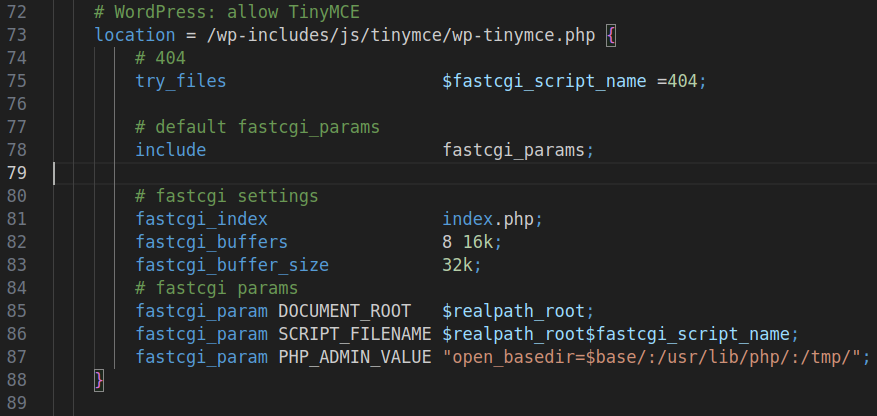 72 # WordPress: allow TinyMCE
73 location = /wp-includes/js/tinymce/wp-tinymce.php {
74 # 404
75 try_files $fastcgi_script_name =404;
76
77 # default fastcgi_params
78 include fastcgi_params;
79
80 # fastcgi settings
81 fastcgi_index index.php;
82 fastcgi_buffers 8 16k;
83 fastcgi_buffer_size 32k;
84 # fastcgi params
85 fastcgi_param DOCUMENT_ROOT $realpath_root;
86 fastcgi_param SCRIPT_FILENAME $realpath_root$fastcgi_script_name;
87 fastcgi_param PHP_ADMIN_VALUE "open_basedir=$base/:/usr/lib/php/:/tmp/";
88 }
89